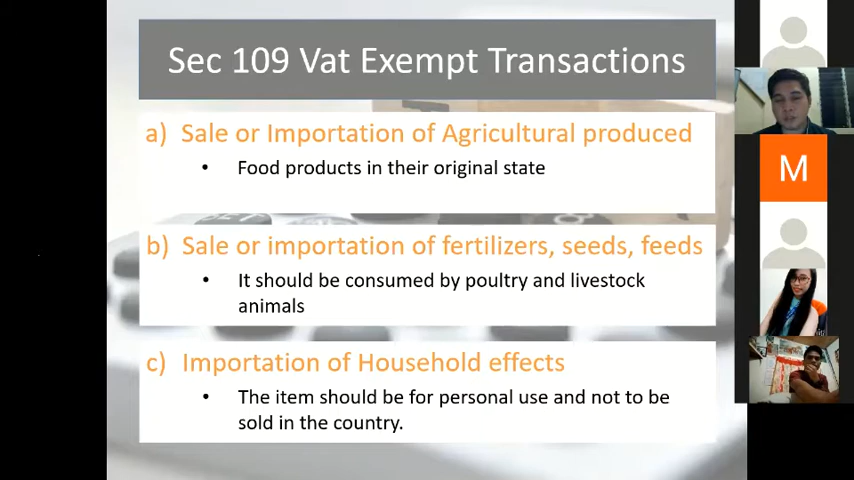 Sec 109 Vat Exempt Transactions
a) Sale or Importation of Agricultural produced
• Food products in their original state
b) Sale or importation of fertilizers, seeds, feeds
• It should be consumed by poultry and livestock
animals
c) Importation of Household effects
• The item should be for personal use and not to be
sold in the country.
M